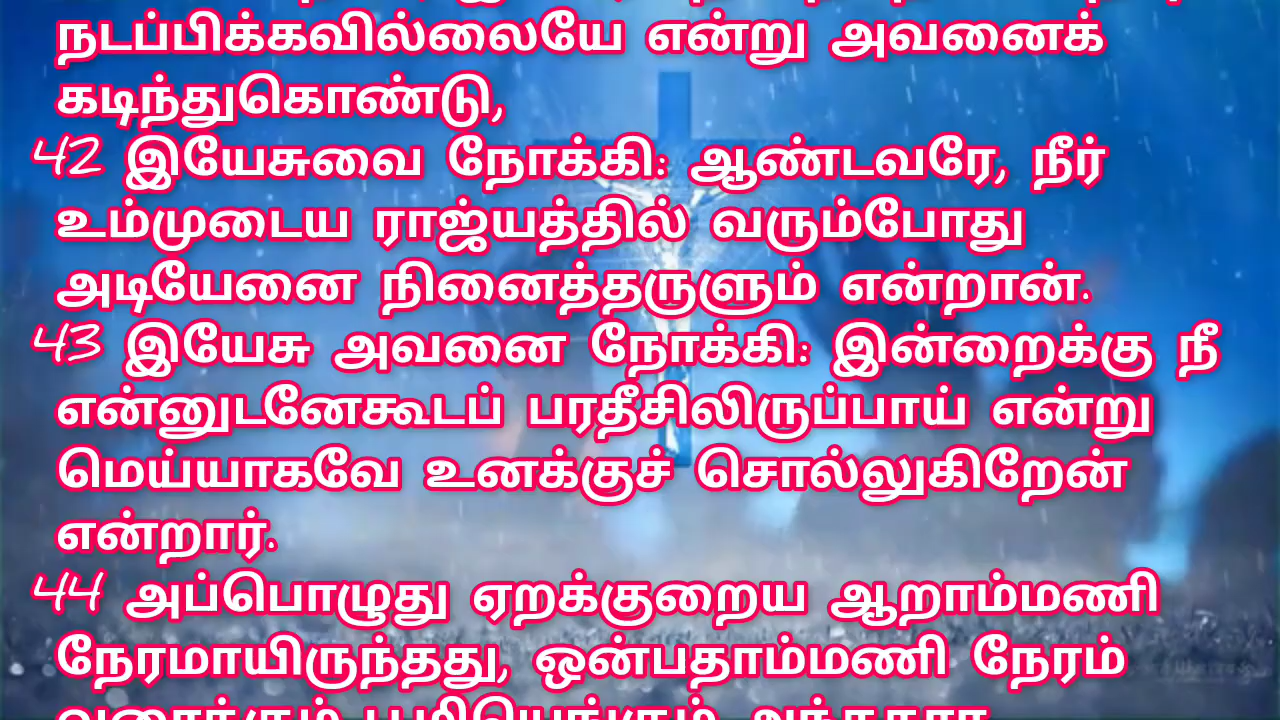 நடப்பிக்கவில்லையே என்று அவனைக்
கடிந்துகொண்டு,
42 இயேசுவை நோக்கி: ஆண்டவரே, நீர்
உம்முடைய ராஜ்யத்தில் வரும்போது
அடியேனை நினைத்தருளும் என்றான்.
43 இயேசு அவனை நோக்கி: இன்றைக்கு நீ
என்னுடனேகூடப் பரதீசிலிருப்பாய் என்று
மெய்யாகவே உனக்குச் சொல்லுகிறேன்
என்றார்.
44 அப்பொழுது ஏறக்குறைய ஆறாம்மணி
நேரமாயிருந்தது, ஒன்பதாம்மணி நேரம்